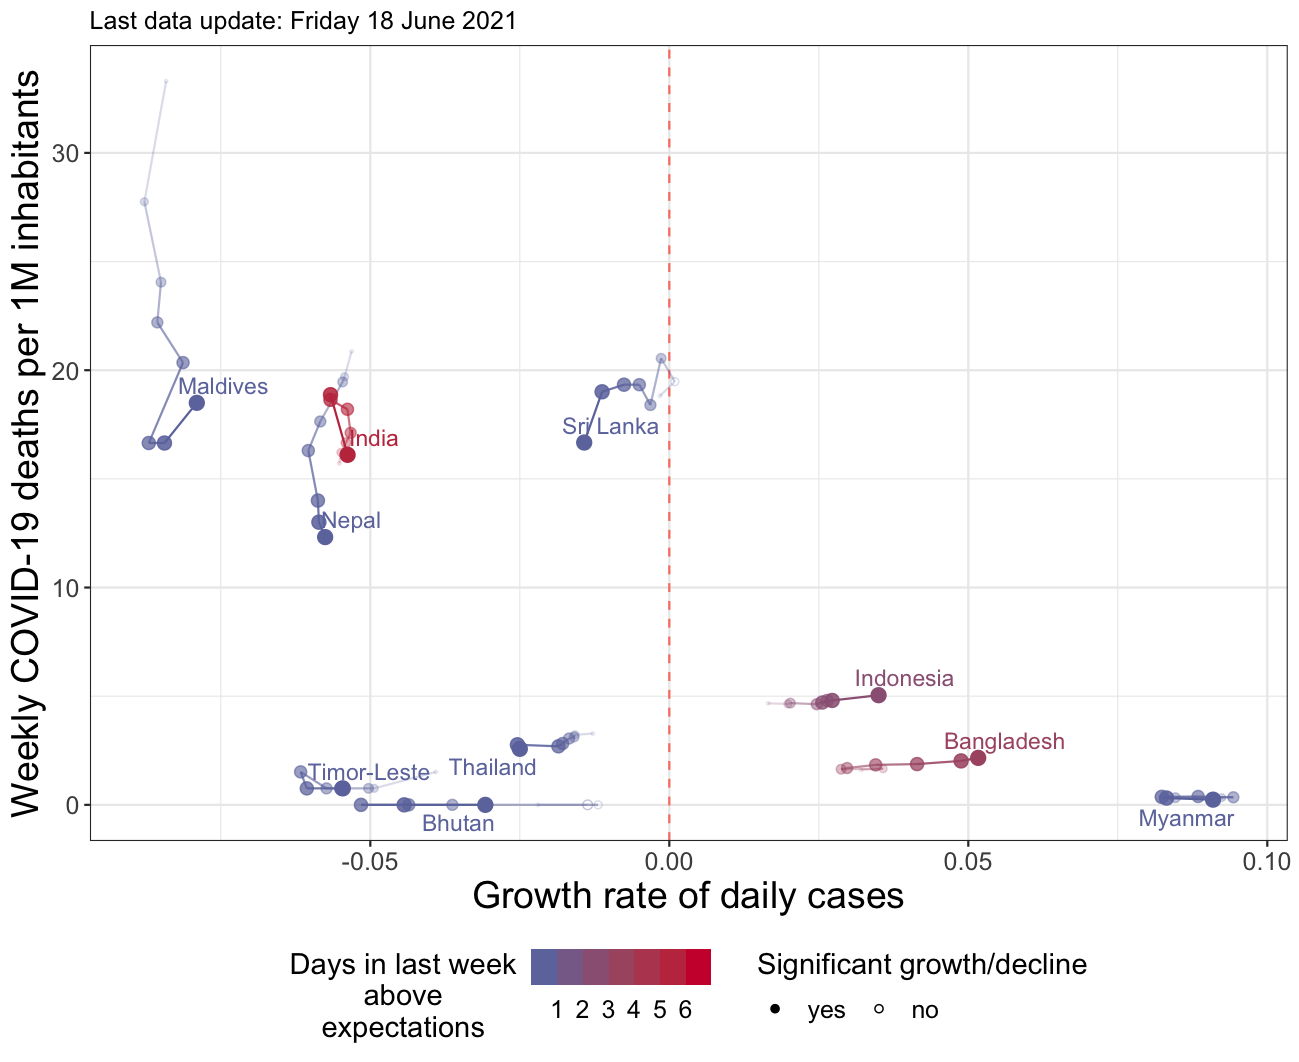 Last data update: Friday 18 June 2021
Weekly COVID-19 deaths per 1M inhabitants
30
20
10
0
Maldives
India
Sri Lanka
Nepal
Indonesia
Bangladesh
Thailand
Timor-Leste
Bhutan
Myanmar
-0.05
0.00
0.05
0.10
Growth rate of daily cases
Days in last week
above
expectations
1 2 3 4 5 6
Significant growth/decline
yes
no